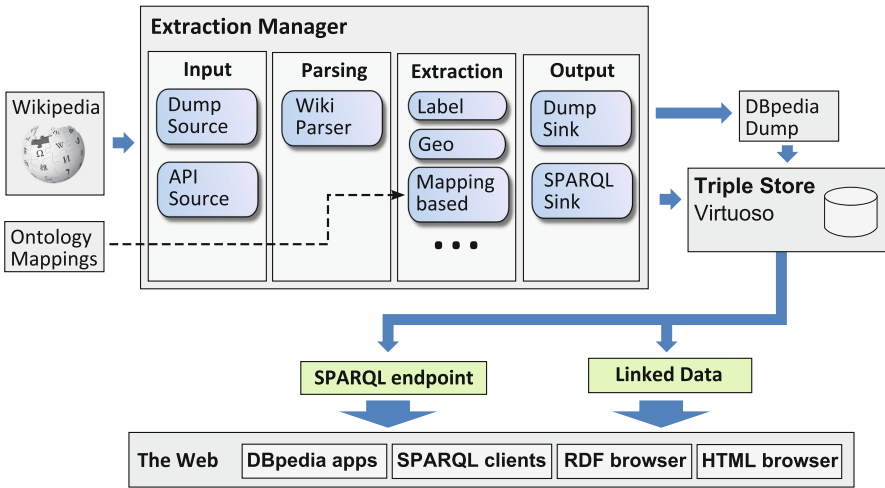 Extraction Manager
Wikipedia
Ω
W
И
Ontology
Mappings
Input
Dump
Source
API
Source
Parsing
Wiki
Parser
Extraction
Label
Geo
Mapping
based
Output
Dump
Sink
SPARQL
Sink
DBpedia
Dump
Triple Store
Virtuoso
SPARQL endpoint
Linked Data
The Web
DBpedia apps
SPARQL clients
RDF browser
HTML browser